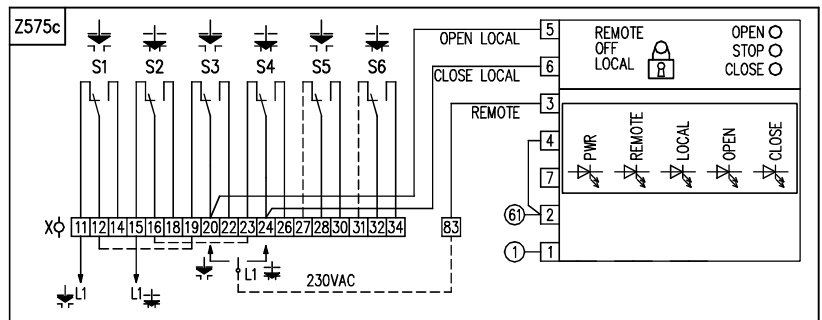 Z575c
S1 S2 S3 S4 S5 S6
OPEN LOCAL
CLOSE LOCAL
REMOTE
5
6
3
4
7
2
1
REMOTE
OFF
LOCAL
OPEN
STOP
CLOSE
PWR
REMOTE
LOCAL
OPEN
CLOSE
X 11 12 14 15 16 18 19 20 22 23 24 26 27 28 30 31 32 34
83
61
1
L1
L1
L1
230VAC